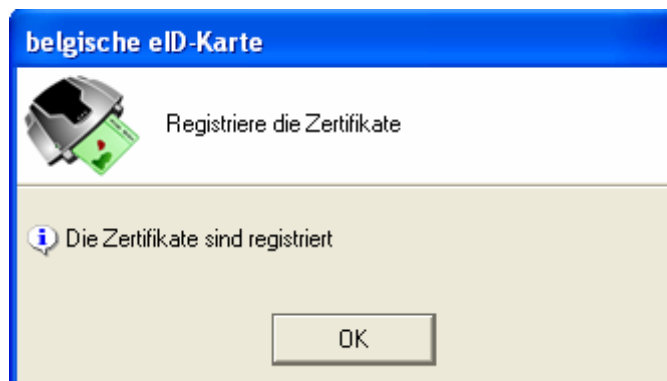 belgische eID-Karte
Registriere die Zertifikate
Die Zertifikate sind registriert
OK